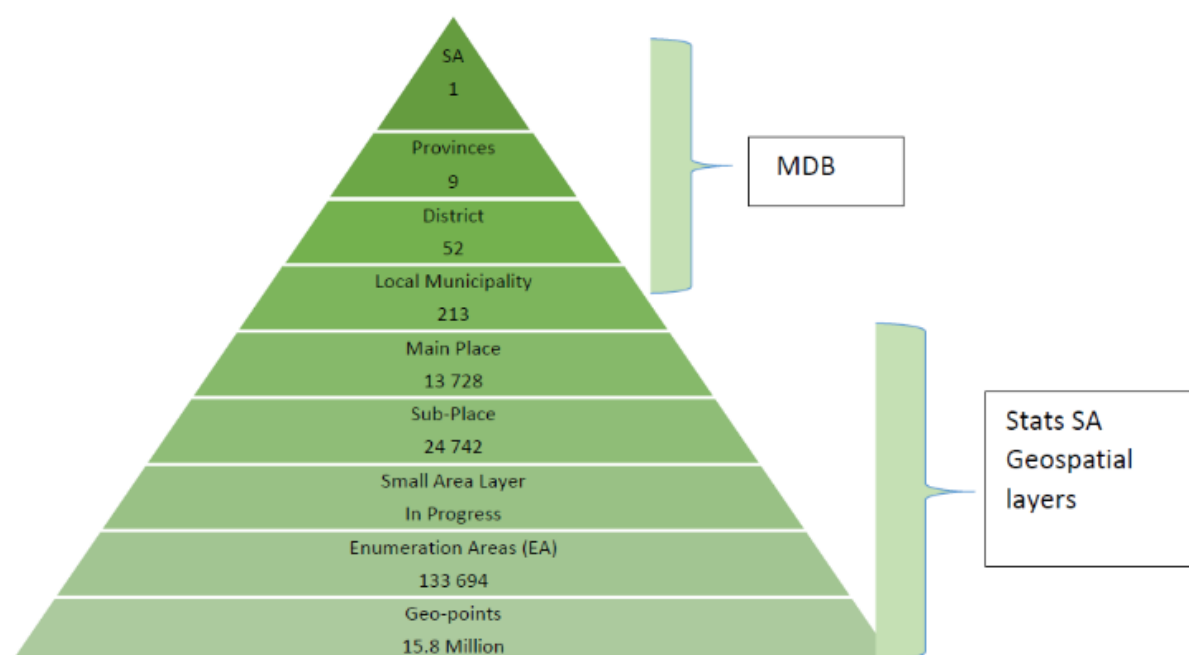 SA
1
Provinces
9
District
52
Local Municipality
213
Main Place
13 728
Sub-Place
24 742
Small Area Layer
In Progress
Enumeration Areas (EA)
133 694
Geo-points
15.8 Million
MDB
Stats SA
Geospatial
layers